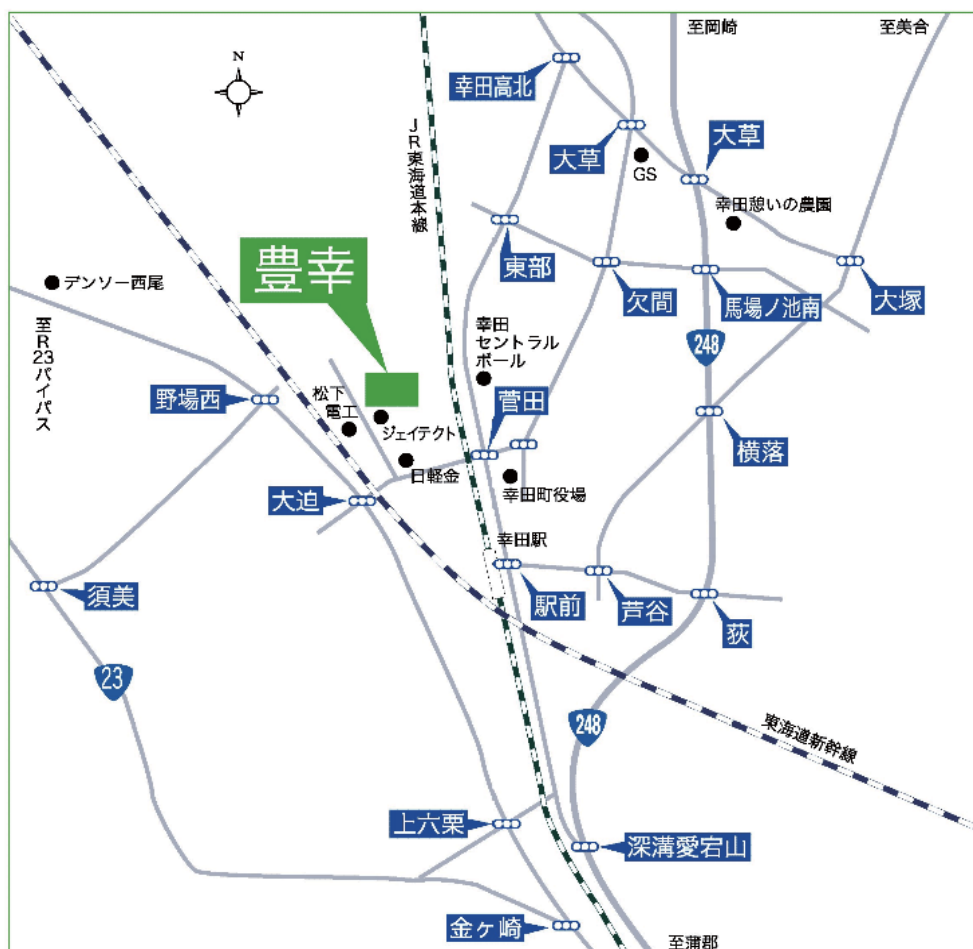 至岡崎
至美合
N
幸田高北
JR東海道本線
大草
大草
GS
幸田憩いの農園
豊幸
東部
デンソー西尾
欠間
馬場ノ池南
大塚
至R23バイパス
幸田
セントラル
ボール
248
野場西
松下
電工
菅田
ジェイテクト
横落
日軽金
大迫
幸田町役場
幸田駅
須美
駅前
芦谷
荻
23
248
東海道新幹線
上六栗
深溝愛宕山
金ヶ崎
至蒲郡